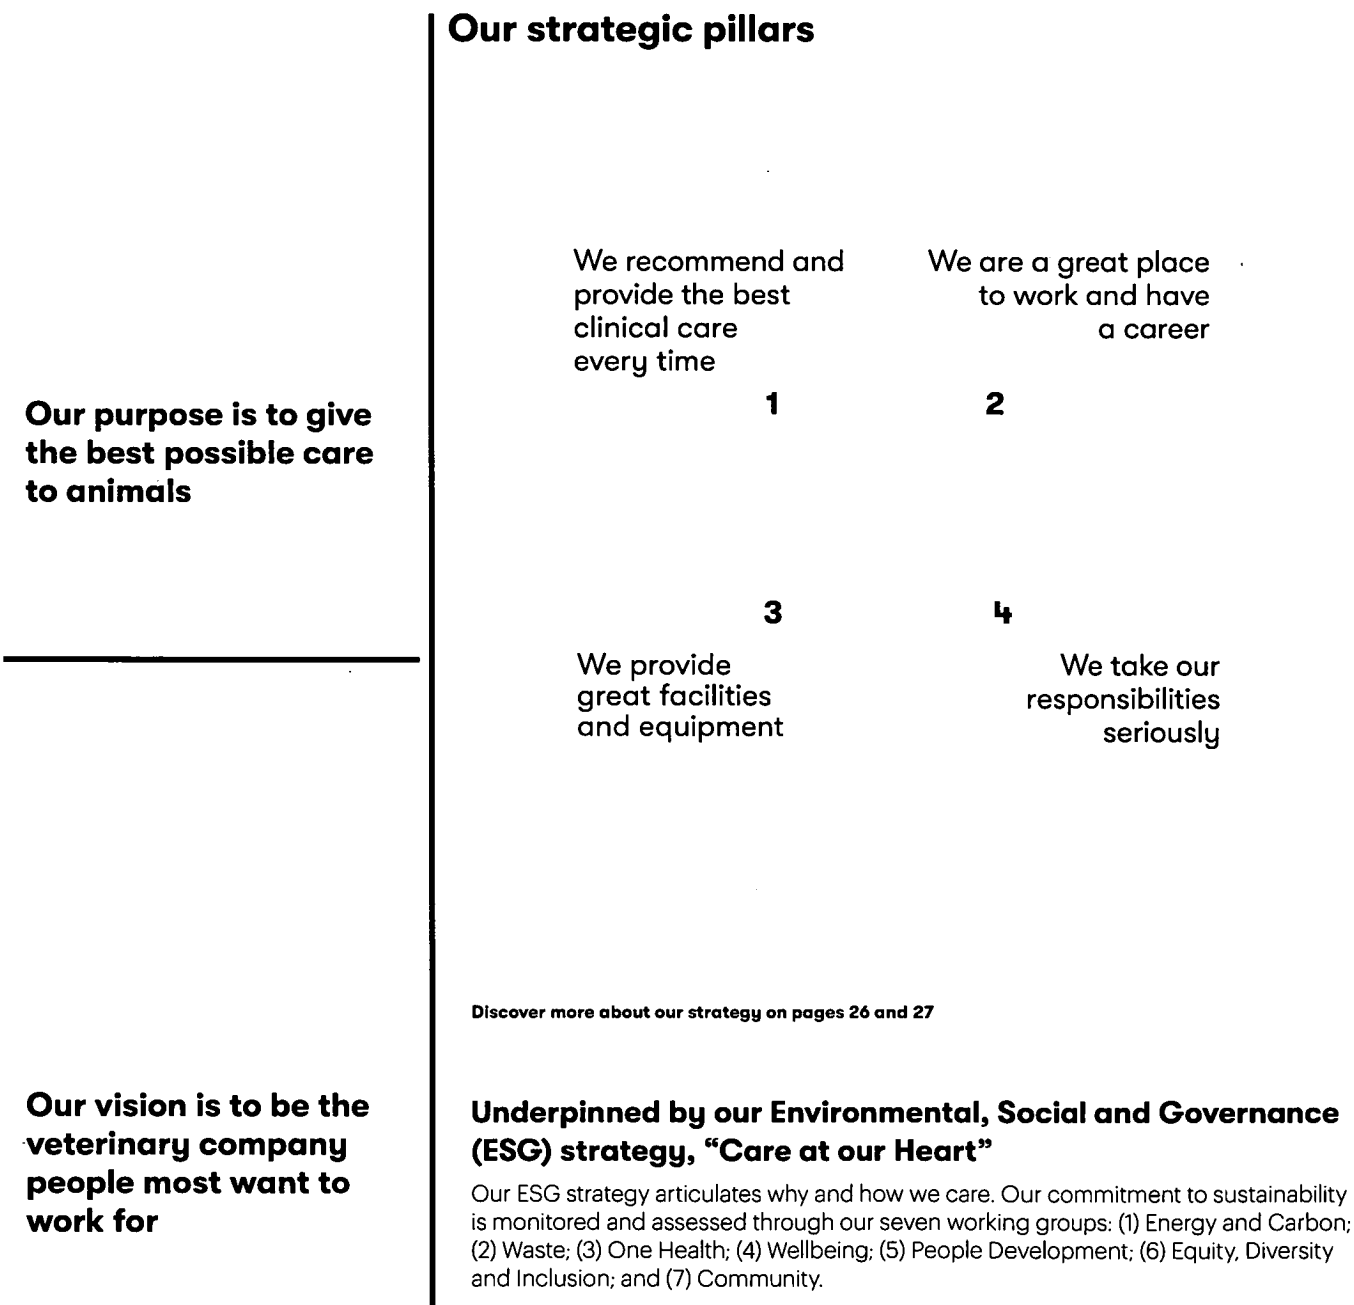 Our purpose is to give
the best possible care
to animals
Our vision is to be the
veterinary company
people most want to
work for
Our strategic pillars
We recommend and
provide the best
clinical care
every time
1
We are a great place
to work and have
a career
2
3
We provide
great facilities
and equipment
4
We take our
responsibilities
seriously
Discover more about our strategy on pages 26 and 27
Underpinned by our Environmental, Social and Governance
(ESG) strategy, “Care at our Heart”
Our ESG strategy articulates why and how we care. Our commitment to sustainability
is monitored and assessed through our seven working groups: (1) Energy and Carbon;
(2) Waste; (3) One Health; (4) Wellbeing; (5) People Development; (6) Equity, Diversity
and Inclusion; and (7) Community.